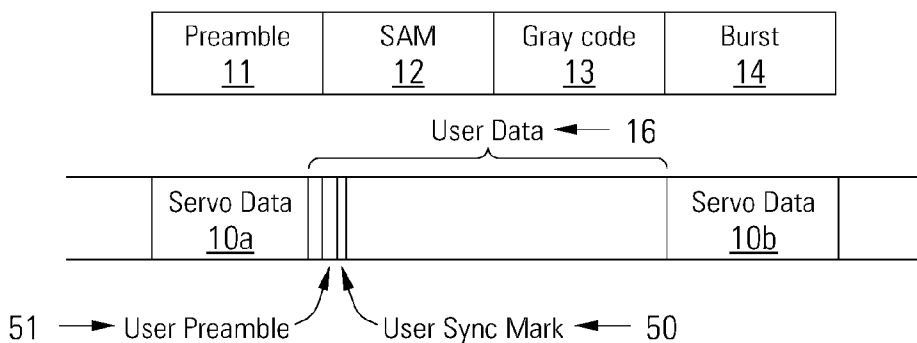 Preamble SAM Gray code Burst
11 12 13 14
User Data 16
Servo Data Servo Data
10a 10b
51 User Preamble User Sync Mark 50